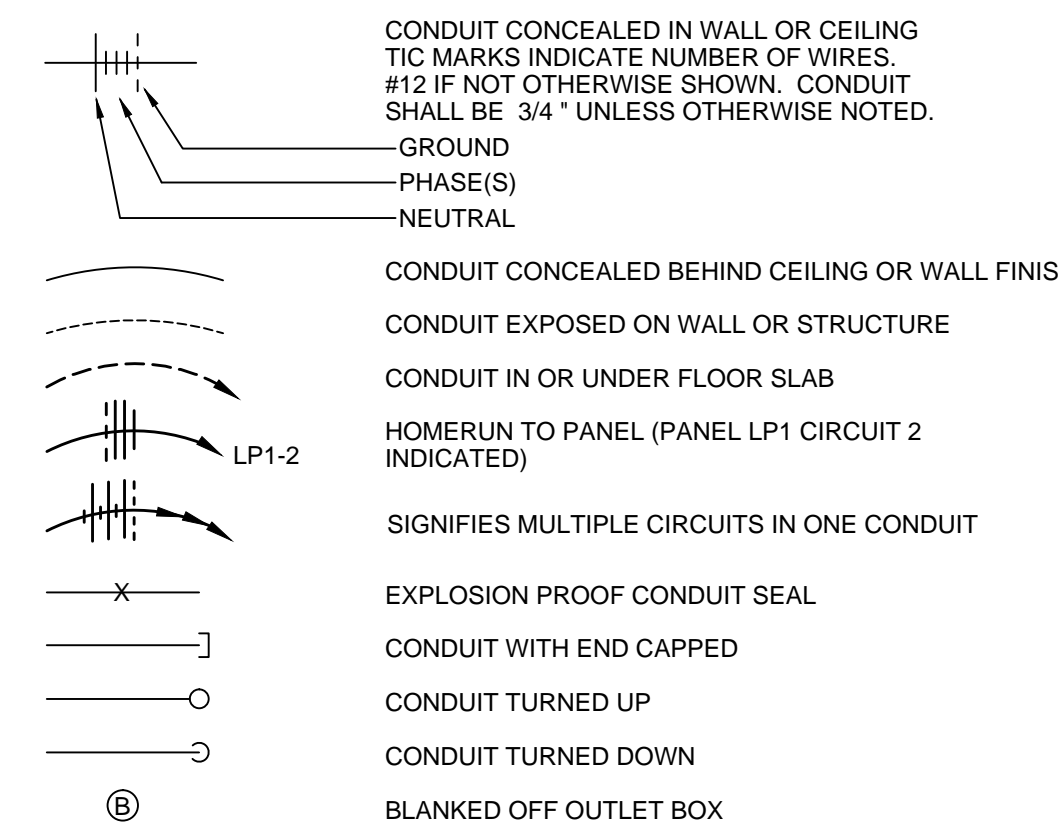 CONDUIT CONCEALED IN WALL OR CEILING
TIC MARKS INDICATE NUMBER OF WIRES.
#12 IF NOT OTHERWISE SHOWN. CONDUIT
SHALL BE 3/4 " UNLESS OTHERWISE NOTED.
GROUND
PHASE(S)
NEUTRAL
CONDUIT CONCEALED BEHIND CEILING OR WALL FINIS
CONDUIT EXPOSED ON WALL OR STRUCTURE
CONDUIT IN OR UNDER FLOOR SLAB
LP1-2
HOMERUN TO PANEL (PANEL LP1 CIRCUIT 2
INDICATED)
SIGNIFIES MULTIPLE CIRCUITS IN ONE CONDUIT
X
EXPLOSION PROOF CONDUIT SEAL
CONDUIT WITH END CAPPED
CONDUIT TURNED UP
CONDUIT TURNED DOWN
B
BLANKED OFF OUTLET BOX